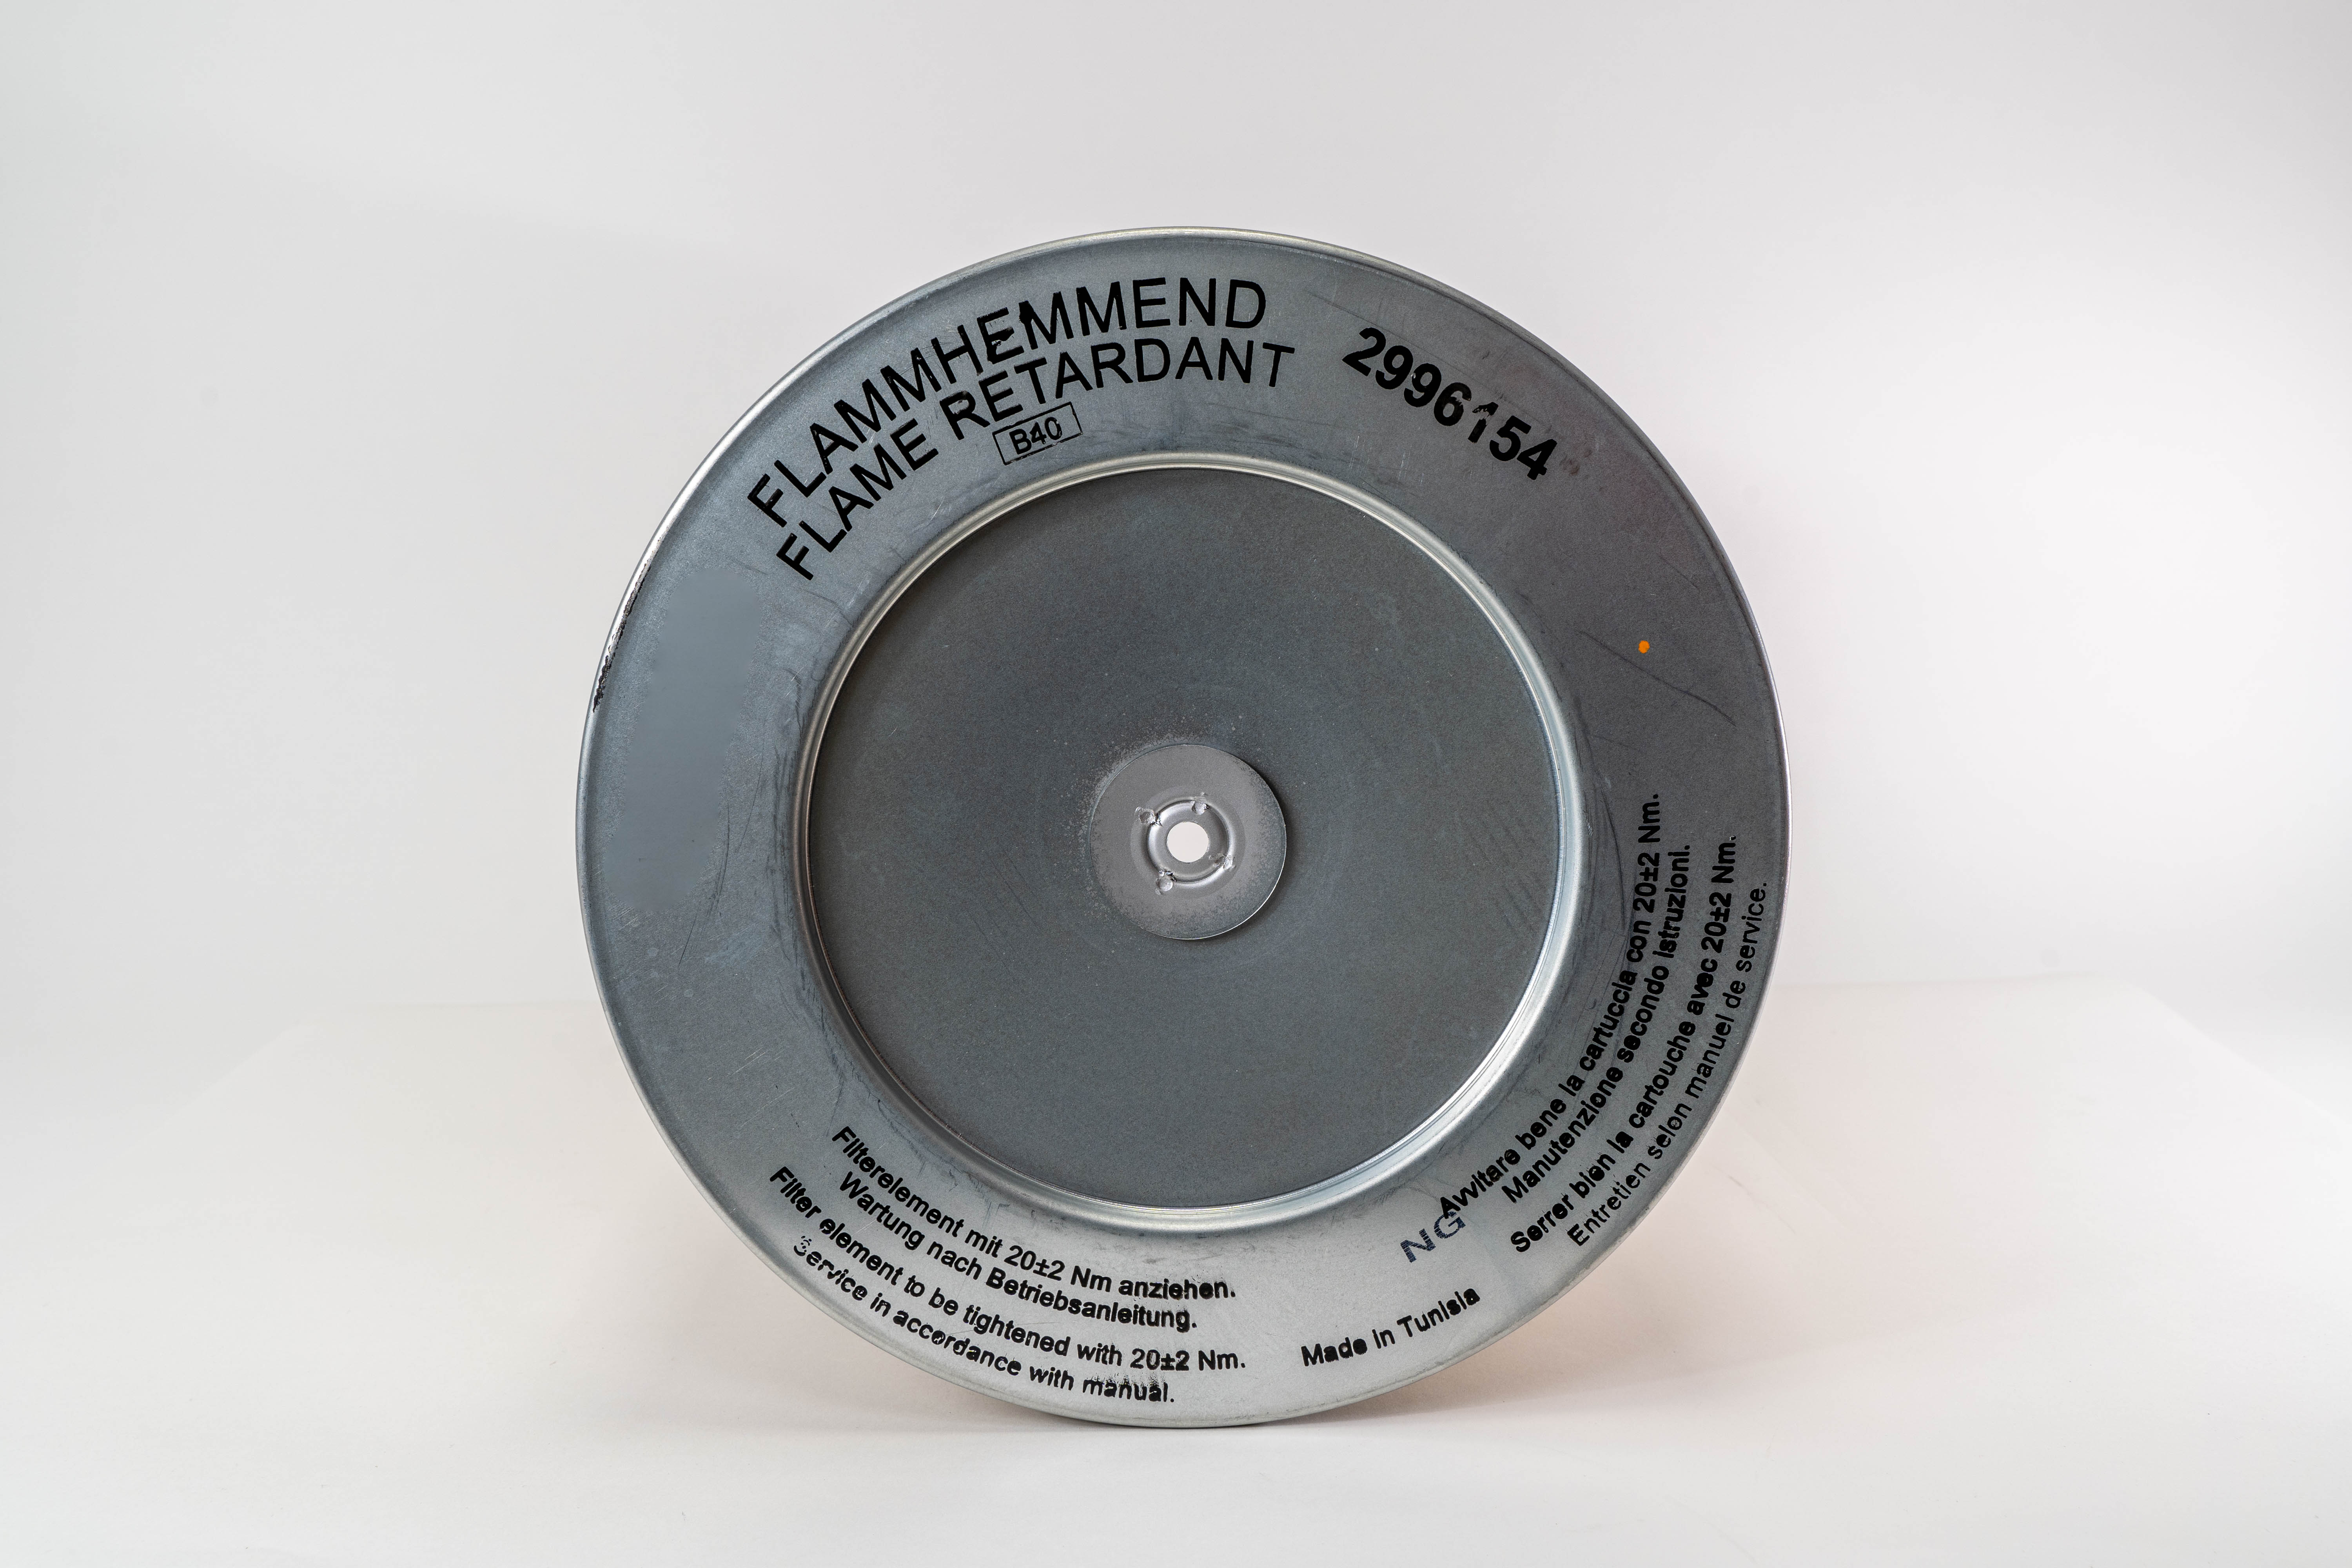 FLAMMHEMMEND
FLAME RETARDANT
B40
2996154
Avvitare bene la cartuccia con 20±2 Nm.
Manutenzione secondo istruzioni.
Serrer bien la cartouche avec 20±2 Nm.
Entretien selon manuel de service.
NG
Made in Tunisia
Filterelement mit 20±2 Nm anziehen.
Wartung nach Betriebsanleitung.
Filter element to be tightened with 20±2 Nm.
Service in accordance with manual.